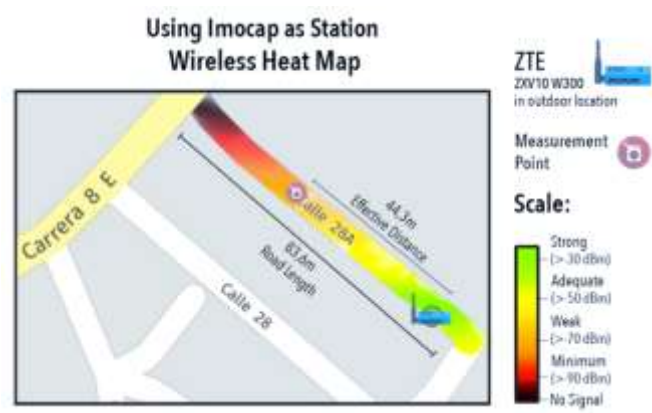 Using Imocap as Station
Wireless Heat Map
ZTE
ZXV10 W300
in outdoor location
Measurement
Point
Scale:
Strong
(>-30 dBm)
Adequate
(>-50 dBm)
Weak
(>-70 dBm)
Minimum
(>-90 dBm)
No Signal
Carrera 8 E
Calle 28A
44,3m
Effective Distance
83,6m
Road Length
Calle 28